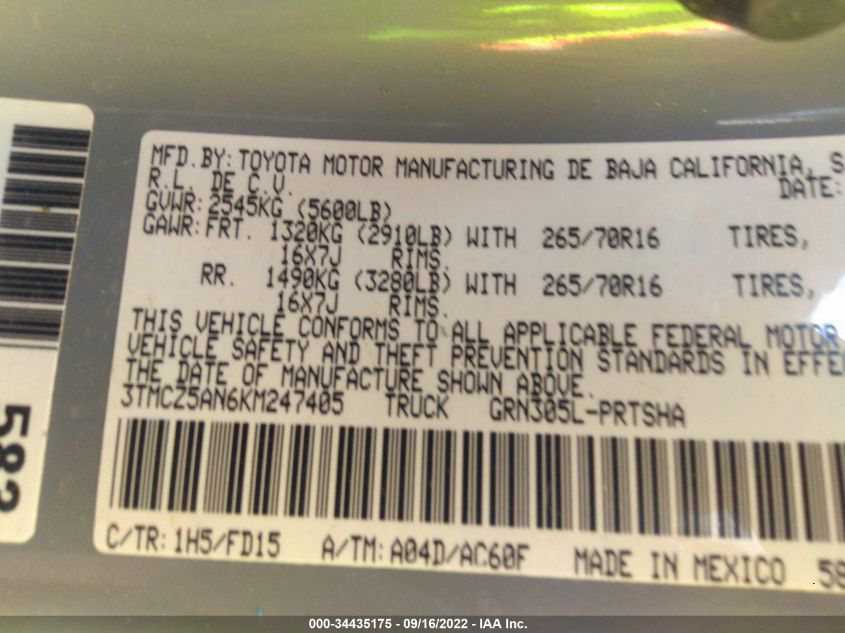 MFD.BY: TOYOTA MOTOR MANUFACTURING DE BAJA CALIFORNIA, S
R.L. DE C.V. DATE:
GVWR: 2545KG (5600LB)
GAWR: FRT. 1320KG (2910LB) WITH 265/70R16 TIRES,
16X7J RIMS.
RR. 1490KG (3280LB) WITH 265/70R16 TIRES,
16X7J RIMS.
THIS VEHICLE CONFORMS TO ALL APPLICABLE FEDERAL MOTOR
VEHICLE SAFETY AND THEFT PREVENTION STANDARDS IN EFFE
THE DATE OF MANUFACTURE SHOWN ABOVE.
3TMCZ5AN6KM247405 TRUCK GRN305L-PRTSHA
C/TR: 1H5/FD15 A/TM: A04D/AC60F MADE IN MEXICO 58
582
000-34435175 - 09/16/2022 - IAA Inc.